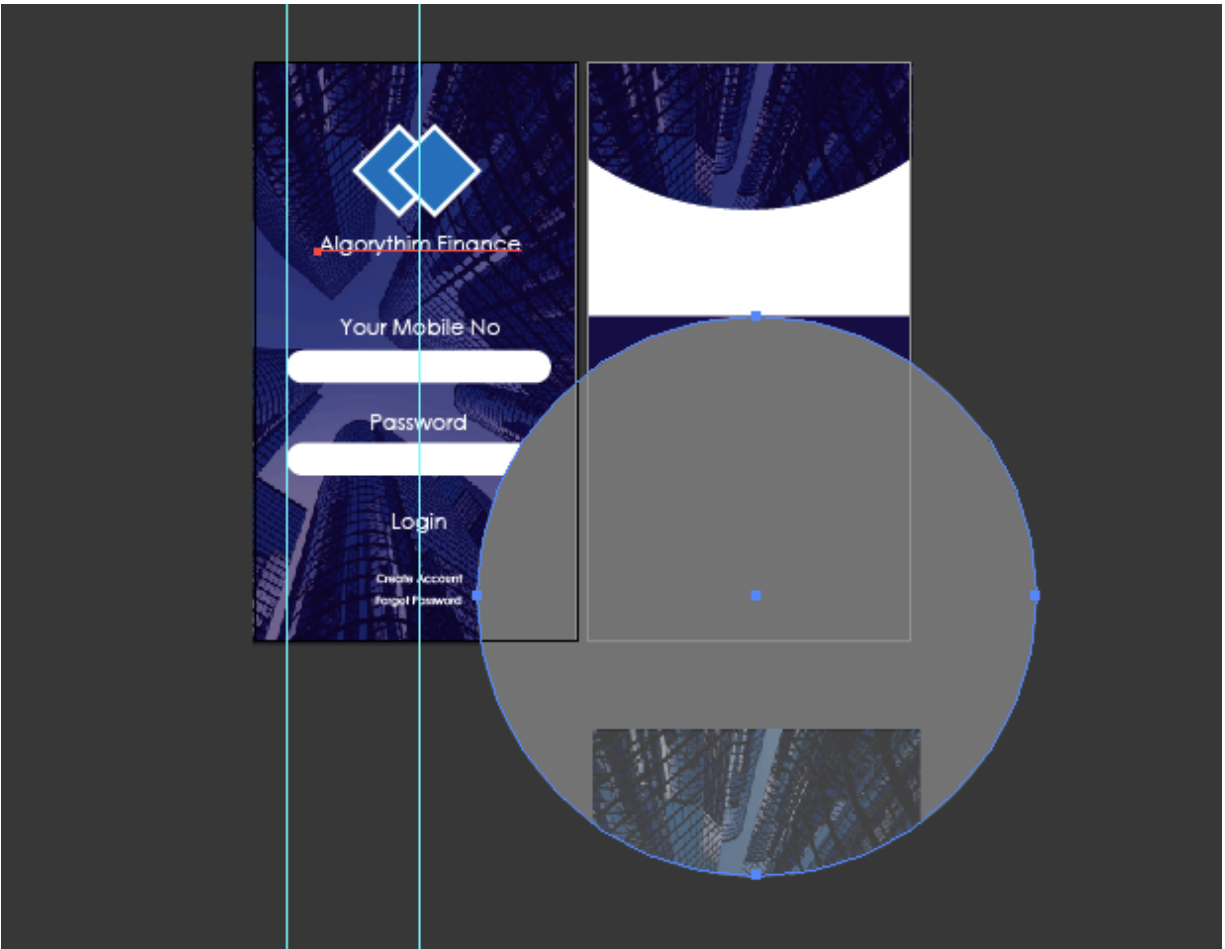 Algorythim Finance
Your Mobile No
Password
Login
Create Account
Forgot Password